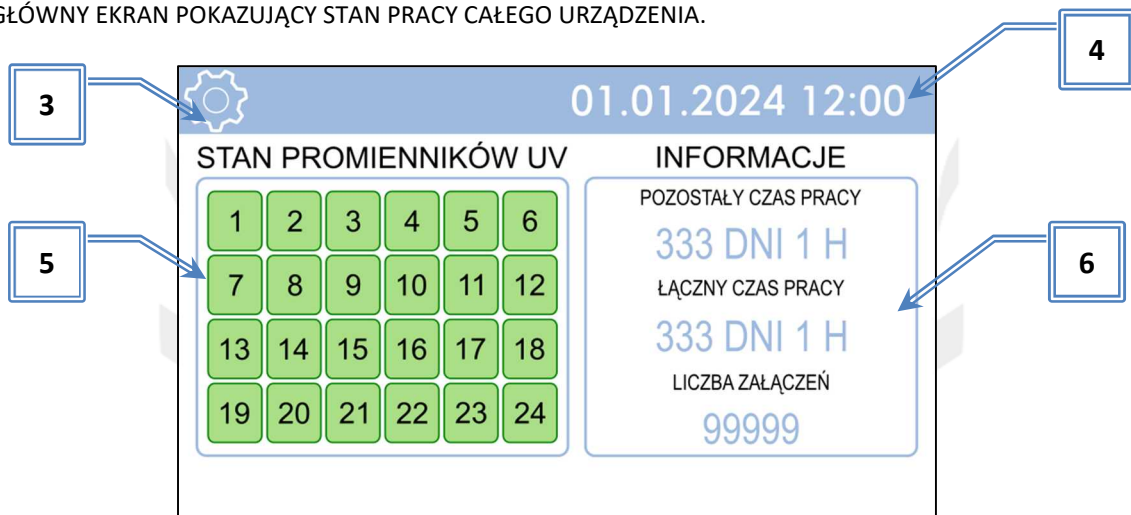 GŁÓWNY EKRAN POKAZUJĄCY STAN PRACY CAŁEGO URZĄDZENIA.
4
3
01.01.2024 12:00
STAN PROMIENNIKÓW UV
INFORMACJE
1 2 3 4 5 6
7 8 9 10 11 12
13 14 15 16 17 18
19 20 21 22 23 24
POZOSTAŁY CZAS PRACY
333 DNI 1 H
ŁĄCZNY CZAS PRACY
333 DNI 1 H
LICZBA ZAŁĄCZEŃ
99999
5
6